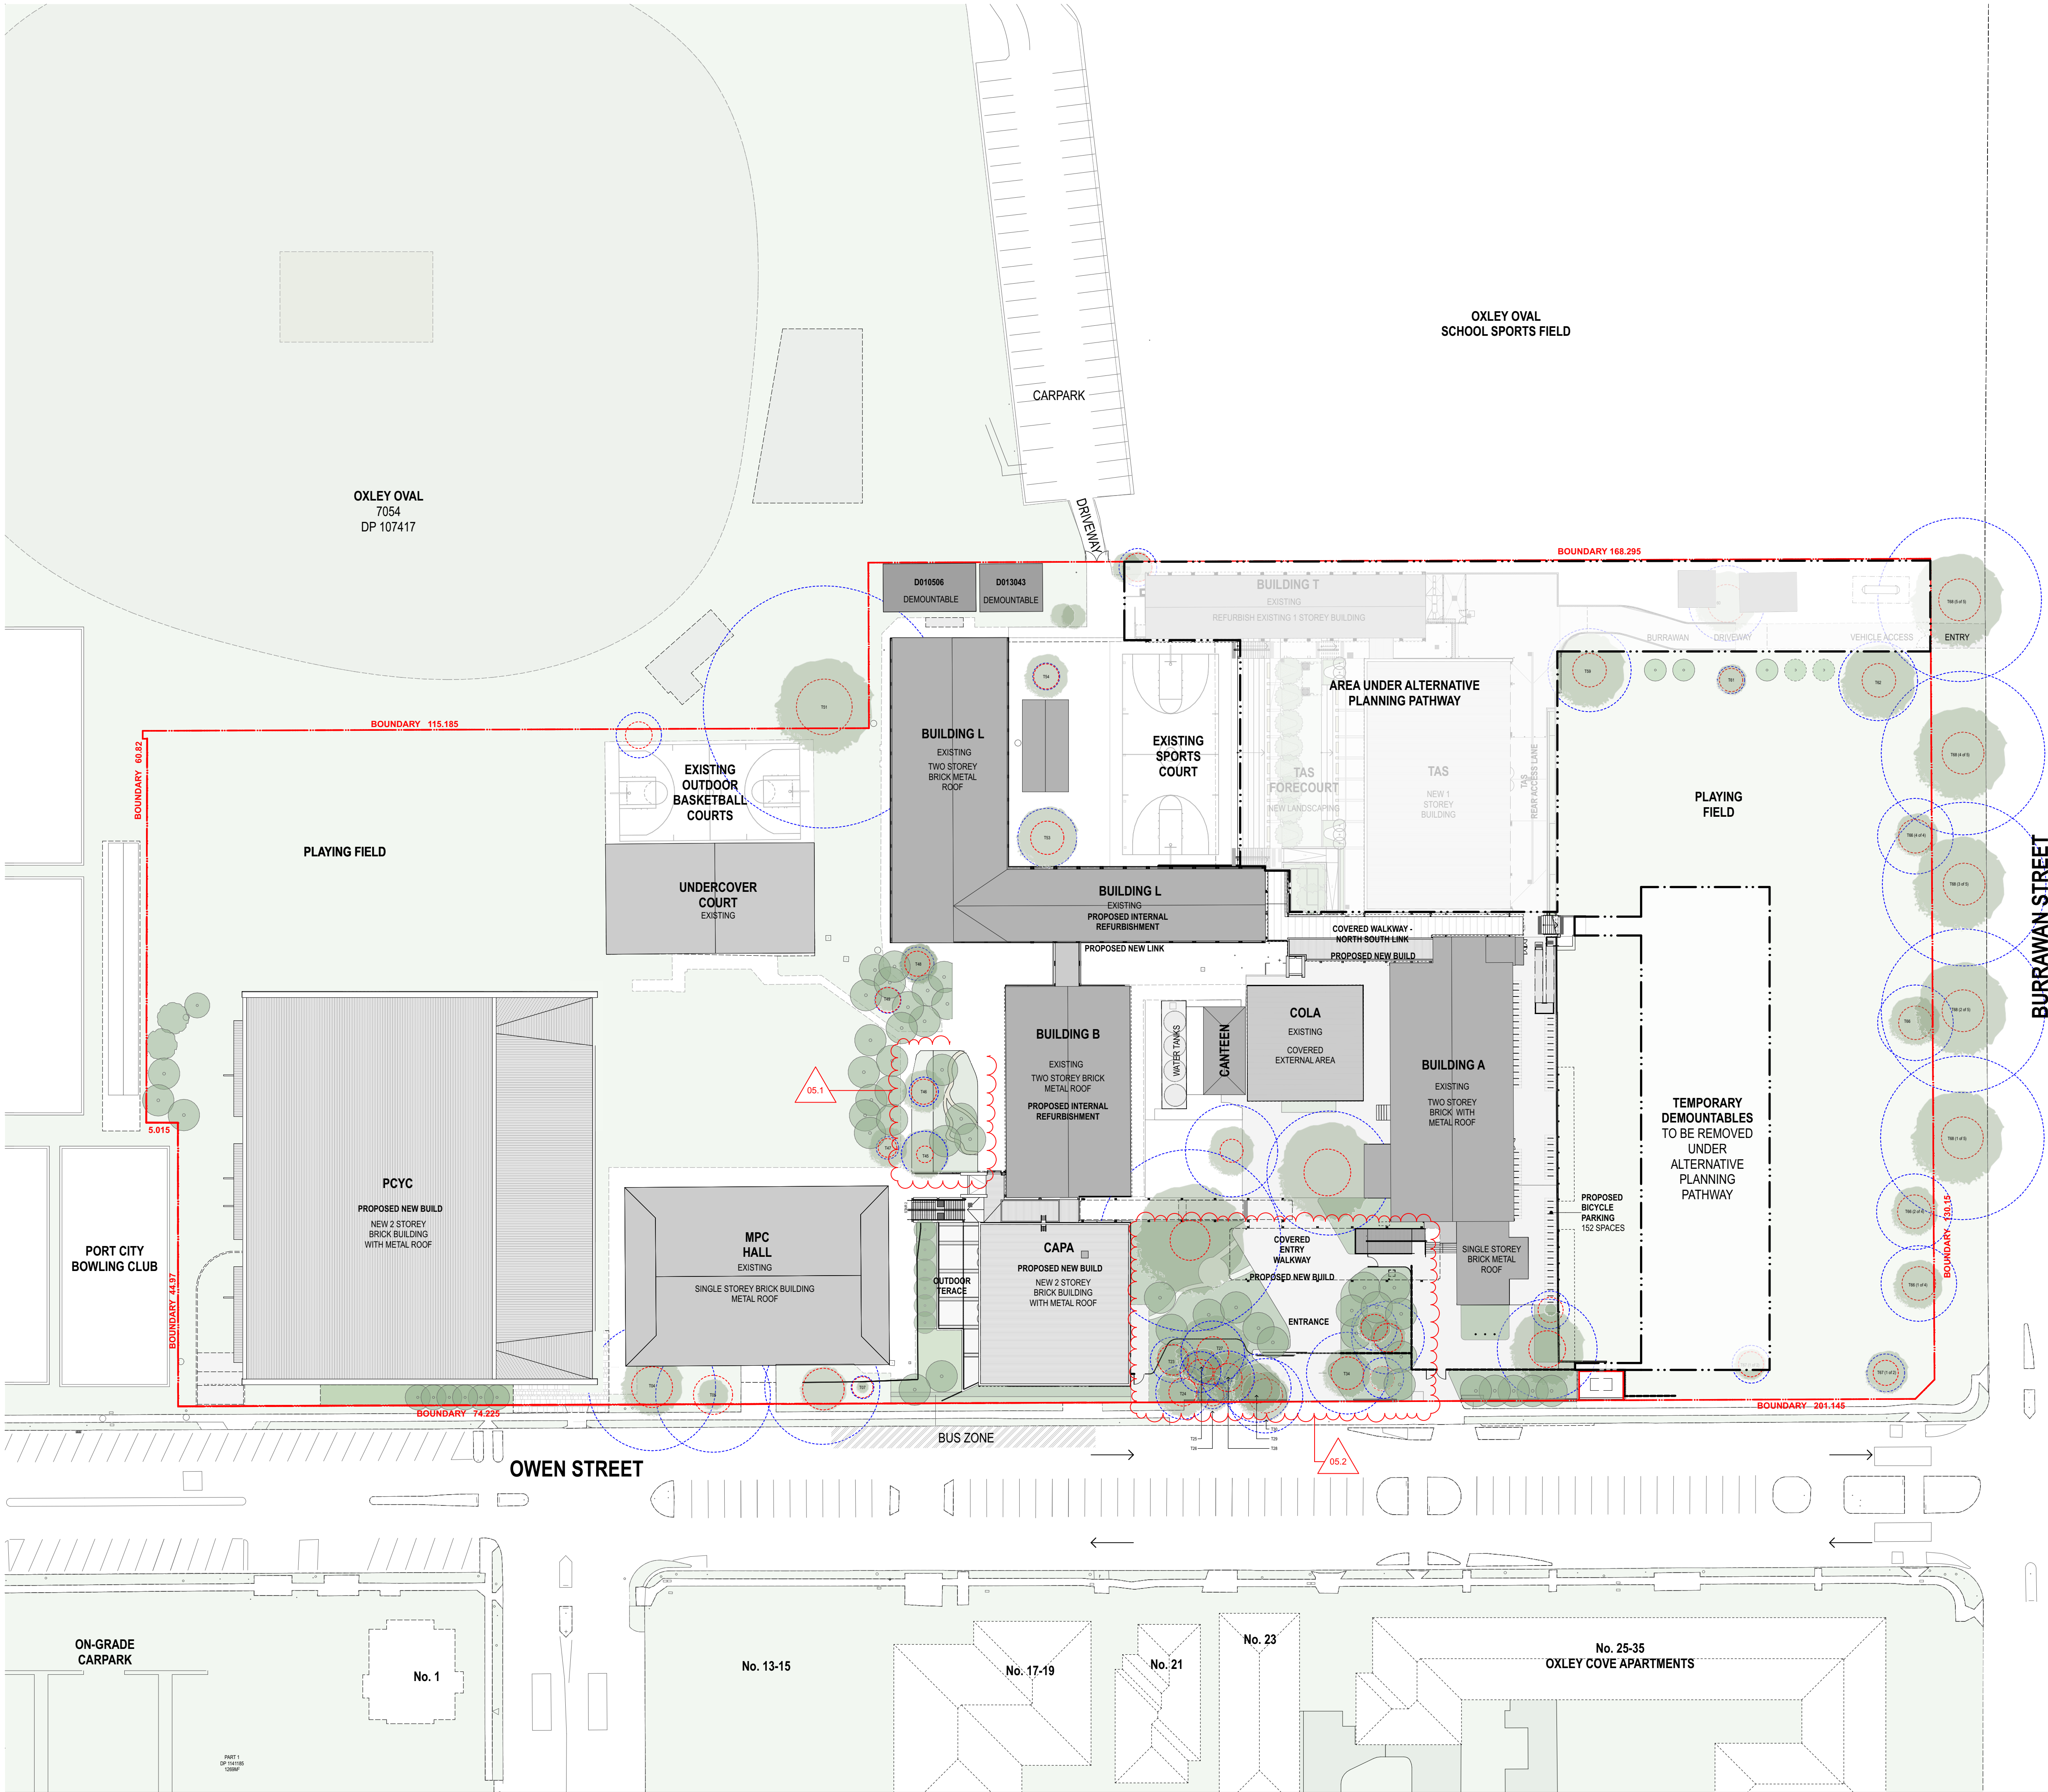 OXLEY OVAL
SCHOOL SPORTS FIELD
CARPARK
OXLEY OVAL
7054
DP 107417
DRIVEWAY
BOUNDARY 168.295
D010506
DEMOUNTABLE
D013043
DEMOUNTABLE
BUILDING T
EXISTING
REFURBISH EXISTING 1 STOREY BUILDING
BURRAWAN
DRIVEWAY
VEHICLE ACCESS
ENTRY
BOUNDARY 115.185
BOUNDARY 60.82
PLAYING FIELD
EXISTING
OUTDOOR
BASKETBALL
COURTS
UNDERCOVER
COURT
EXISTING
BUILDING L
EXISTING
TWO STOREY
BRICK METAL
ROOF
EXISTING
SPORTS
COURT
AREA UNDER ALTERNATIVE
PLANNING PATHWAY
TAS
FORECOURT
NEW LANDSCAPING
TAS
NEW 1
STOREY
BUILDING
TAS
REAR ACCESS LANE
PLAYING
FIELD
BURRAWAN STREET
BUILDING L
EXISTING
PROPOSED INTERNAL
REFURBISHMENT
PROPOSED NEW LINK
COVERED WALKWAY -
NORTH SOUTH LINK
PROPOSED NEW BUILD
BUILDING B
EXISTING
TWO STOREY BRICK
METAL ROOF
PROPOSED INTERNAL
REFURBISHMENT
WATER TANKS
CANTEEN
COLA
EXISTING
COVERED
EXTERNAL AREA
BUILDING A
EXISTING
TWO STOREY
BRICK WITH
METAL ROOF
TEMPORARY
DEMOUNTABLES
TO BE REMOVED
UNDER
ALTERNATIVE
PLANNING
PATHWAY
05.1
5.015
PORT CITY
BOWLING CLUB
BOUNDARY 44.97
PCYC
PROPOSED NEW BUILD
NEW 2 STOREY
BRICK BUILDING
WITH METAL ROOF
MPC
HALL
EXISTING
SINGLE STOREY BRICK BUILDING
METAL ROOF
OUTDOOR
TERACE
CAPA
PROPOSED NEW BUILD
NEW 2 STOREY
BRICK BUILDING
WITH METAL ROOF
COVERED
ENTRY
WALKWAY
PROPOSED NEW BUILD
ENTRANCE
SINGLE STOREY
BRICK METAL
ROOF
PROPOSED
BICYCLE
PARKING
152 SPACES
BOUNDARY 130.15
BOUNDARY 74.225
BOUNDARY 201.145
BUS ZONE
05.2
OWEN STREET
ON-GRADE
CARPARK
No. 1
PART 1
DP 1141185
No. 13-15
No. 17-19
No. 21
No. 23
No. 25-35
OXLEY COVE APARTMENTS